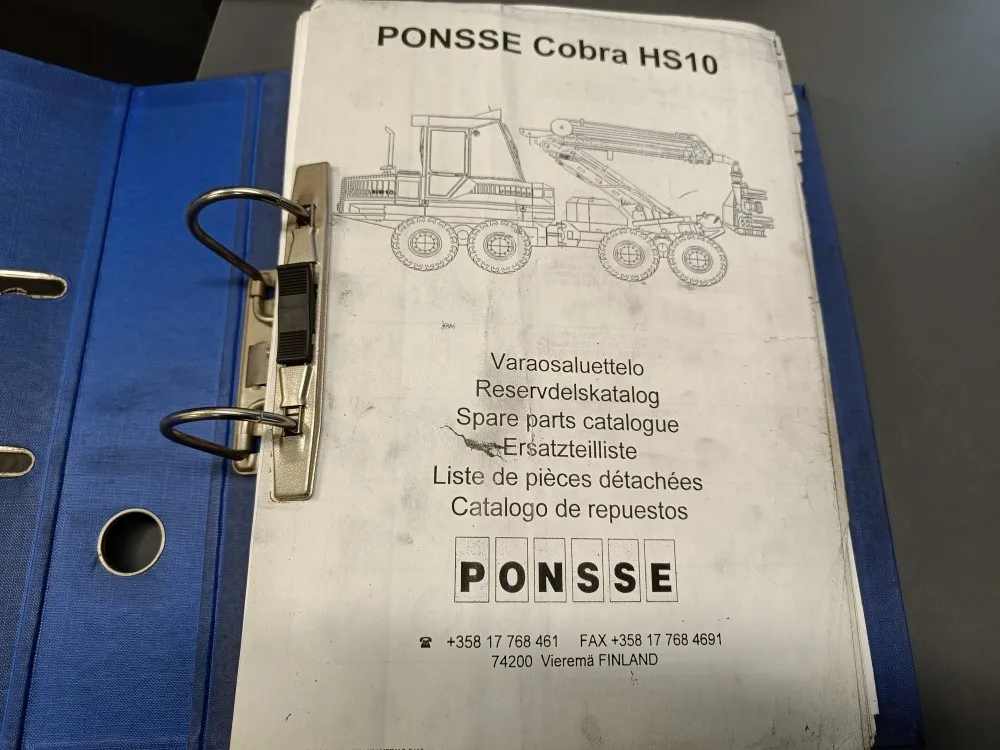 PONSSE Cobra HS10
HS10
Varaosaluettelo
Reservdelskatalog
Spare parts catalogue
Ersatzteilliste
Liste de pièces détachées
Catalogo de repuestos
PONSSE
☎ +358 17 768 461 FAX +358 17 768 4691
74200 Vieremä FINLAND